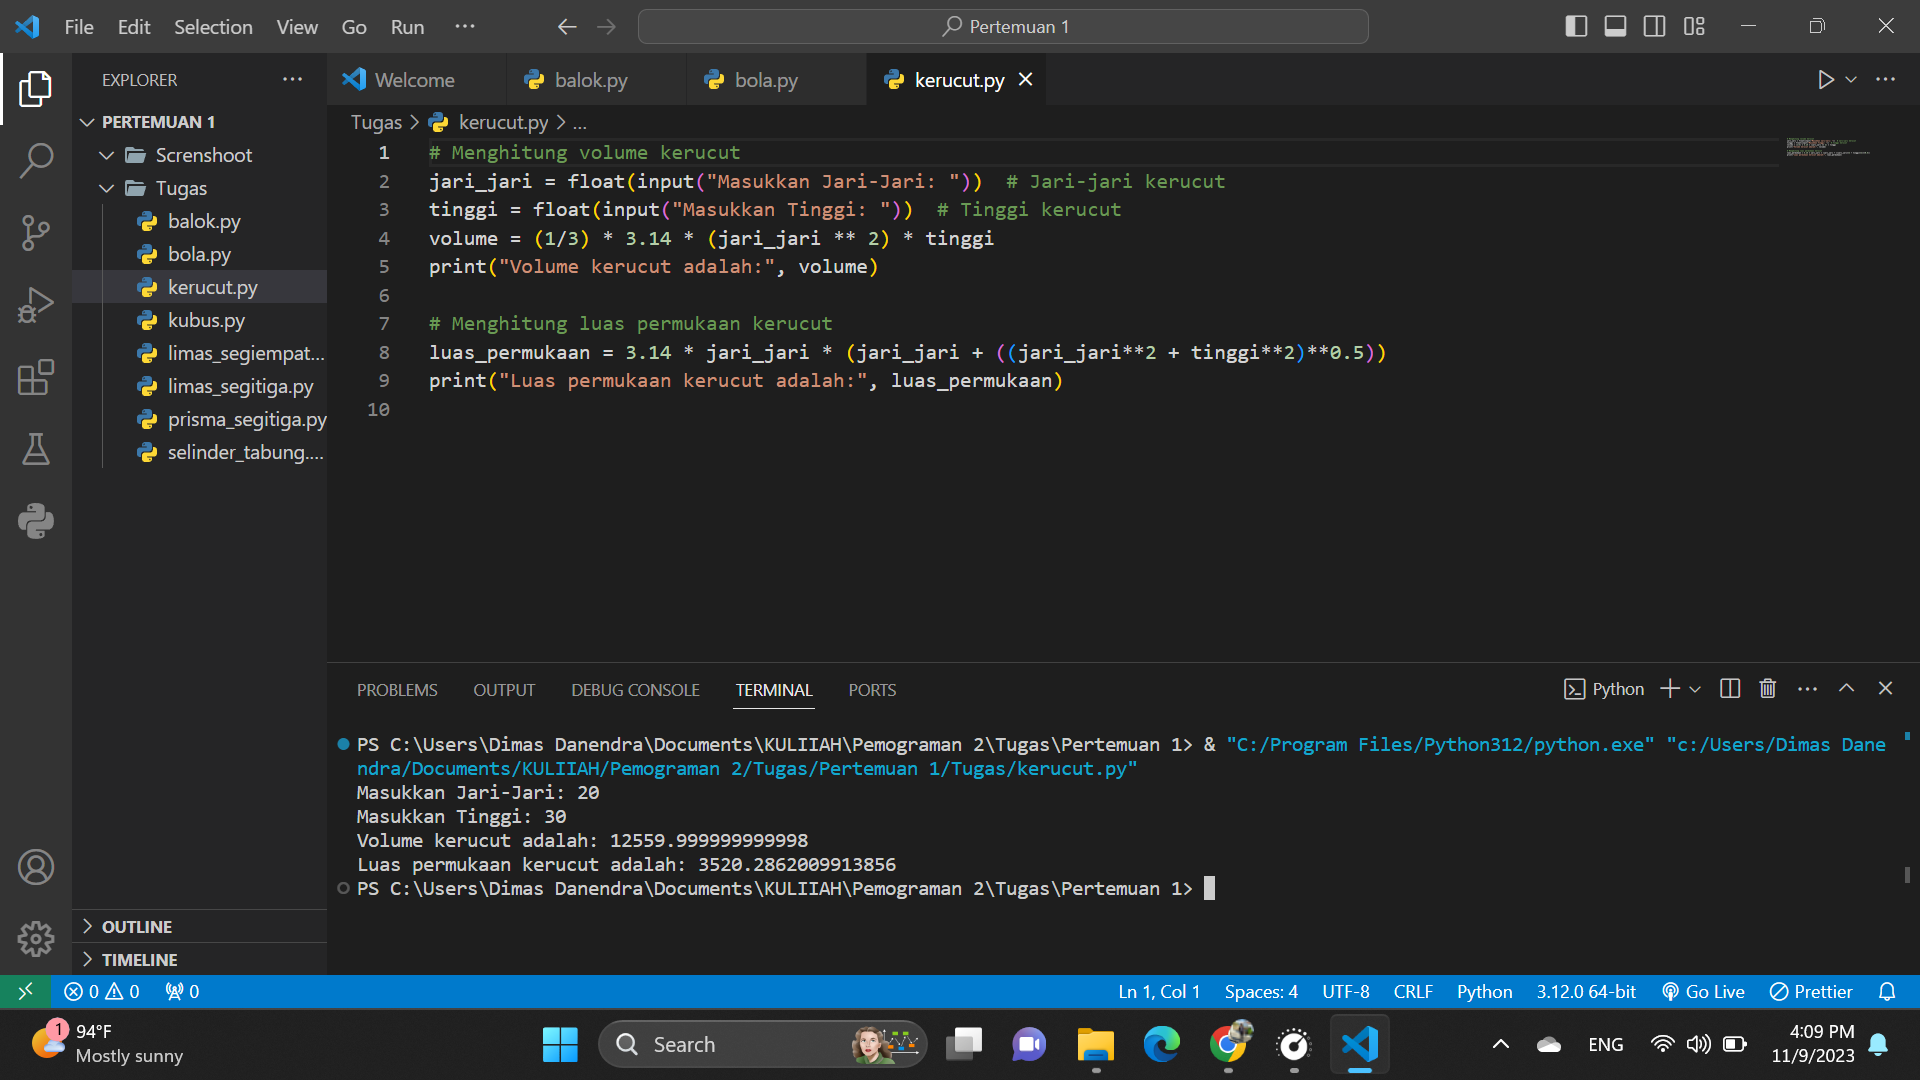 File Edit Selection View Go Run ···
Pertemuan 1
EXPLORER ···
Welcome balok.py bola.py kerucut.py
PERTEMUAN 1
Screnshoot
Tugas
balok.py
bola.py
kerucut.py
kubus.py
limas_segiempat...
limas_segitiga.py
prisma_segitiga.py
selinder_tabung....
OUTLINE
TIMELINE
Tugas > kerucut.py > ...
1 # Menghitung volume kerucut
2 jari_jari = float(input("Masukkan Jari-Jari: ")) # Jari-jari kerucut
3 tinggi = float(input("Masukkan Tinggi: ")) # Tinggi kerucut
4 volume = (1/3) * 3.14 * (jari_jari ** 2) * tinggi
5 print("Volume kerucut adalah:", volume)
6
7 # Menghitung luas permukaan kerucut
8 luas_permukaan = 3.14 * jari_jari * (jari_jari + ((jari_jari**2 + tinggi**2)**0.5))
9 print("Luas permukaan kerucut adalah:", luas_permukaan)
10
PROBLEMS OUTPUT DEBUG CONSOLE TERMINAL PORTS
Python
PS C:\Users\Dimas Danendra\Documents\KULIIAH\Pemograman 2\Tugas\Pertemuan 1> & "C:/Program Files/Python312/python.exe" "c:/Users/Dimas Dane
ndra/Documents/KULIIAH/Pemograman 2/Tugas/Pertemuan 1/Tugas/kerucut.py"
Masukkan Jari-Jari: 20
Masukkan Tinggi: 30
Volume kerucut adalah: 12559.999999999998
Luas permukaan kerucut adalah: 3520.2862009913856
PS C:\Users\Dimas Danendra\Documents\KULIIAH\Pemograman 2\Tugas\Pertemuan 1>
0 0 0
Ln 1, Col 1 Spaces: 4 UTF-8 CRLF Python 3.12.0 64-bit Go Live Prettier
1
94°F
Mostly sunny
Search
ENG
4:09 PM
11/9/2023